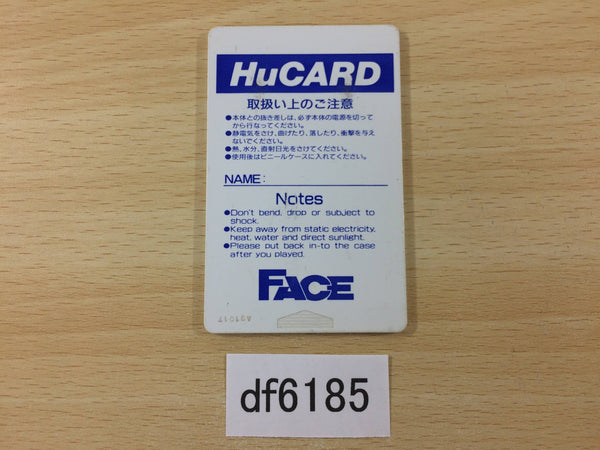 HuCARD
取扱い上のご注意
●本体との抜き差しは、必ず本体の電源を切って
から行なってください。
●静電気をさけ、曲げたり、落したり、衝撃を与え
ないでください。
●熱、水分、直射日光をさけてください。
●使用後はビニールケースに入れてください。
NAME:
Notes
●Don't bend, drop or subject to
shock.
●Keep away from static electricity,
heat, water and direct sunlight.
●Please put back in-to the case
after you played.
FACE
A91017
df6185